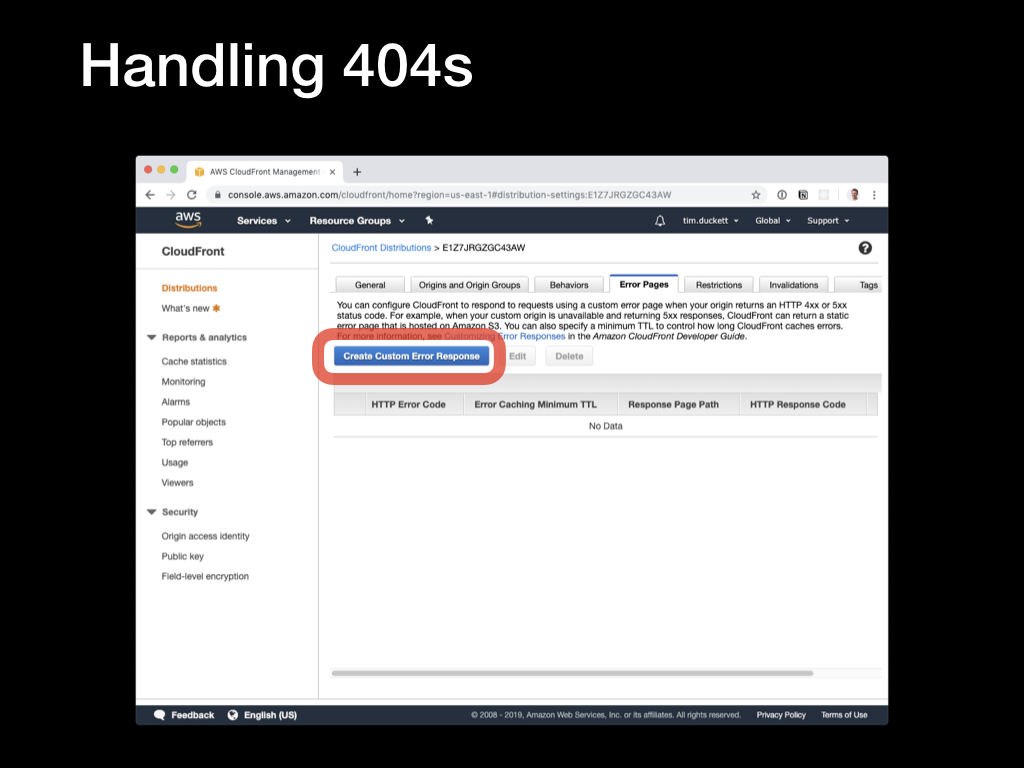 Handling 404s
AWS CloudFront Management
console.aws.amazon.com/cloudfront/home?region=us-east-1#distribution-settings:E1Z7JRGZGC43AW
aws Services Resource Groups tim.duckett Global Support
CloudFront
CloudFront Distributions > E1Z7JRGZGC43AW
Distributions
What's new
Reports & analytics
Cache statistics
Monitoring
Alarms
Popular objects
Top referrers
Usage
Viewers
Security
Origin access identity
Public key
Field-level encryption
General Origins and Origin Groups Behaviors Error Pages Restrictions Invalidations Tags
You can configure CloudFront to respond to requests using a custom error page when your origin returns an HTTP 4xx or 5xx
status code. For example, when your custom origin is unavailable and returning 5xx responses, CloudFront can return a static
error page that is hosted on Amazon S3. You can also specify a minimum TTL to control how long CloudFront caches errors.
For more information, see Customizing Error Responses in the Amazon CloudFront Developer Guide.
Create Custom Error Response Edit Delete
HTTP Error Code Error Caching Minimum TTL Response Page Path HTTP Response Code
No Data
Feedback English (US) © 2008 - 2019, Amazon Web Services, Inc. or its affiliates. All rights reserved. Privacy Policy Terms of Use